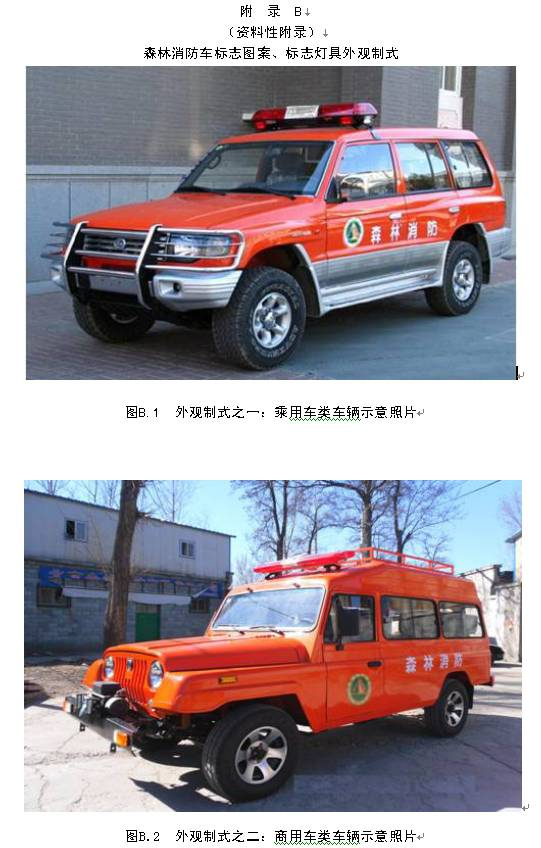 附 录 B
（资料性附录）
森林消防车标志图案、标志灯具外观制式
森林消防
图B.1 外观制式之一：乘用车类车辆示意照片
森林消防
图B.2 外观制式之二：商用车类车辆示意照片